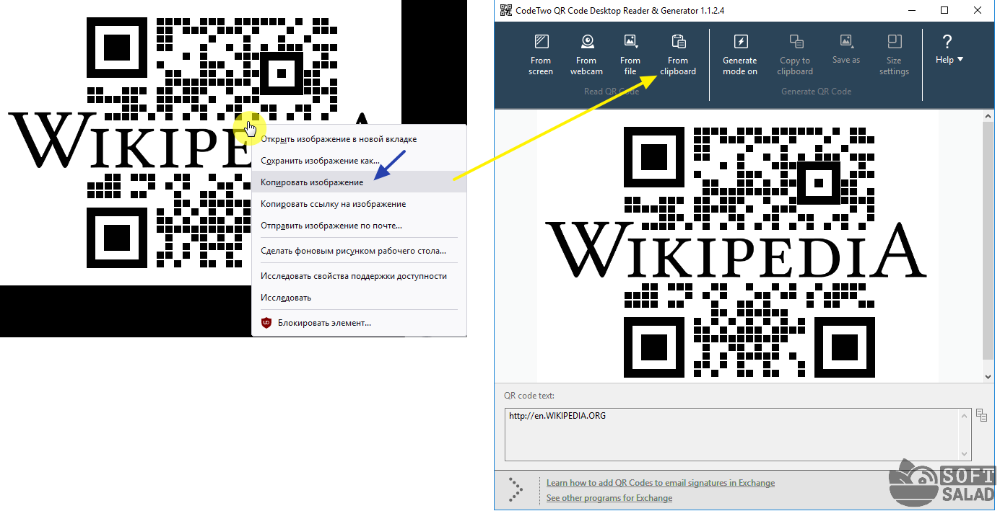 WIKIPE
Открыть изображение в новой вкладке
Сохранить изображение как...
Копировать изображение
Копировать ссылку на изображение
Отправить изображение по почте...
Сделать фоновым рисунком рабочего стола...
Исследовать свойства поддержки доступности
Исследовать
Блокировать элемент...
CodeTwo QR Code Desktop Reader & Generator 1.1.2.4
From screen
From webcam
From file
From clipboard
Generate mode on
Copy to clipboard
Save as
Size settings
? Help
Read QR Code
Generate QR Code
WIKIPEDIA
QR code text:
http://en.WIKIPEDIA.ORG
Learn how to add QR Codes to email signatures in Exchange
See other programs for Exchange
SOFT
SALAD